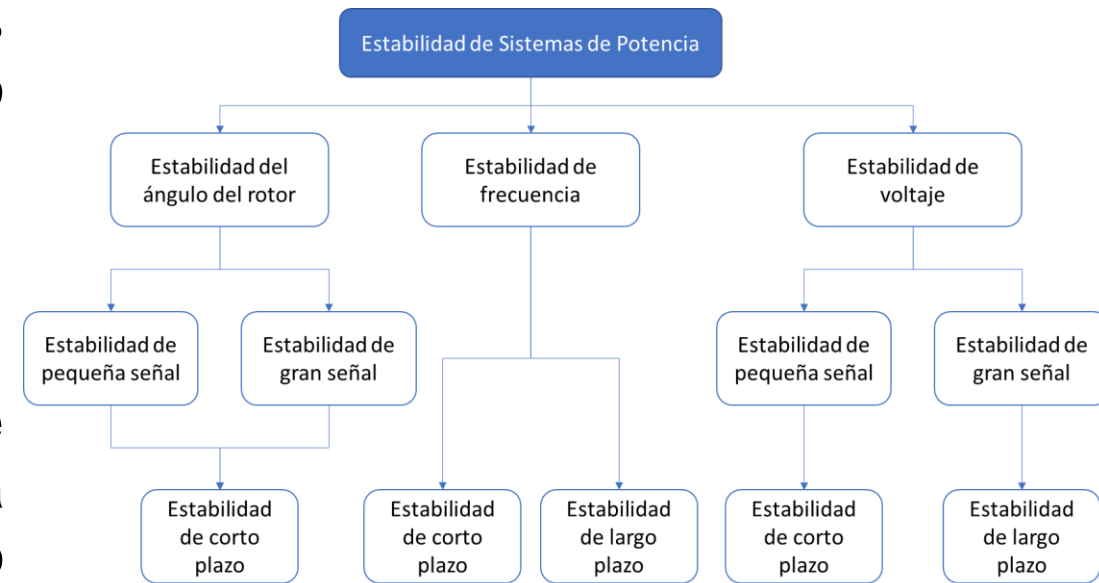 Estabilidad de Sistemas de Potencia
Estabilidad del
ángulo del rotor
Estabilidad de
frecuencia
Estabilidad de
voltaje
Estabilidad de
pequeña señal
Estabilidad de
gran señal
Estabilidad de
pequeña señal
Estabilidad de
gran señal
Estabilidad
de corto
plazo
Estabilidad
de corto
plazo
Estabilidad
de largo
plazo
Estabilidad
de corto
plazo
Estabilidad
de largo
plazo